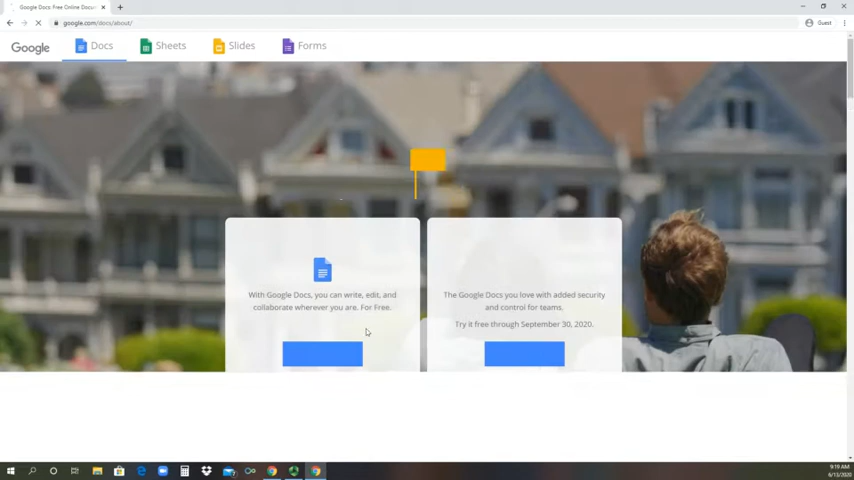 Google Docs: Free Online Docum
google.com/docs/about/
Guest
Google
Docs
Sheets
Slides
Forms
With Google Docs, you can write, edit, and
collaborate wherever you are. For Free.
The Google Docs you love with added security
and control for teams.
Try it free through September 30, 2020.
9:19 AM
6/13/2020